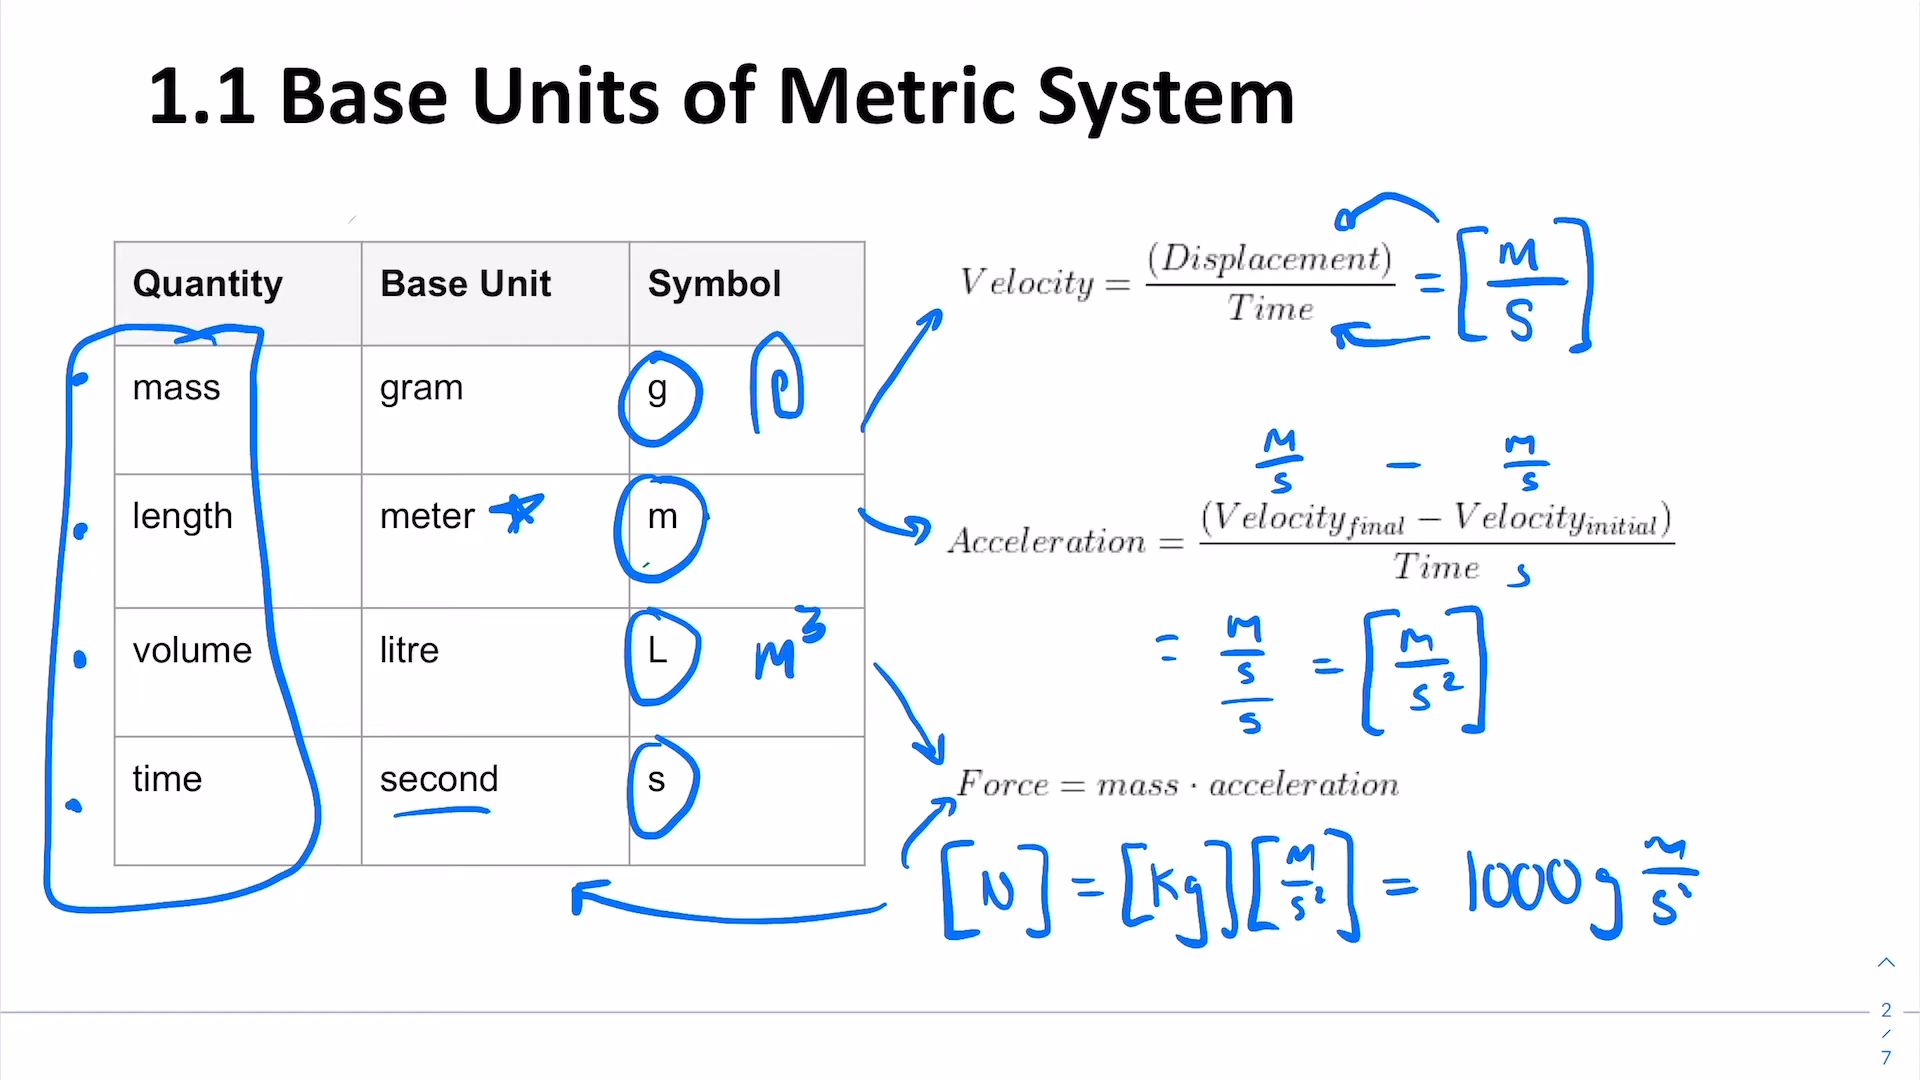 1.1 Base Units of Metric System
Quantity Base Unit Symbol
mass gram g
length meter m
volume litre L m³
time second s
Velocity = (Displacement) / Time = [m/s]
m/s - m/s
Acceleration = (Velocity_final − Velocity_initial) / Time s
= m/s/s = [m/s²]
Force = mass · acceleration
[N] = [Kg][m/s²] = 1000g m/s²
2
/
7